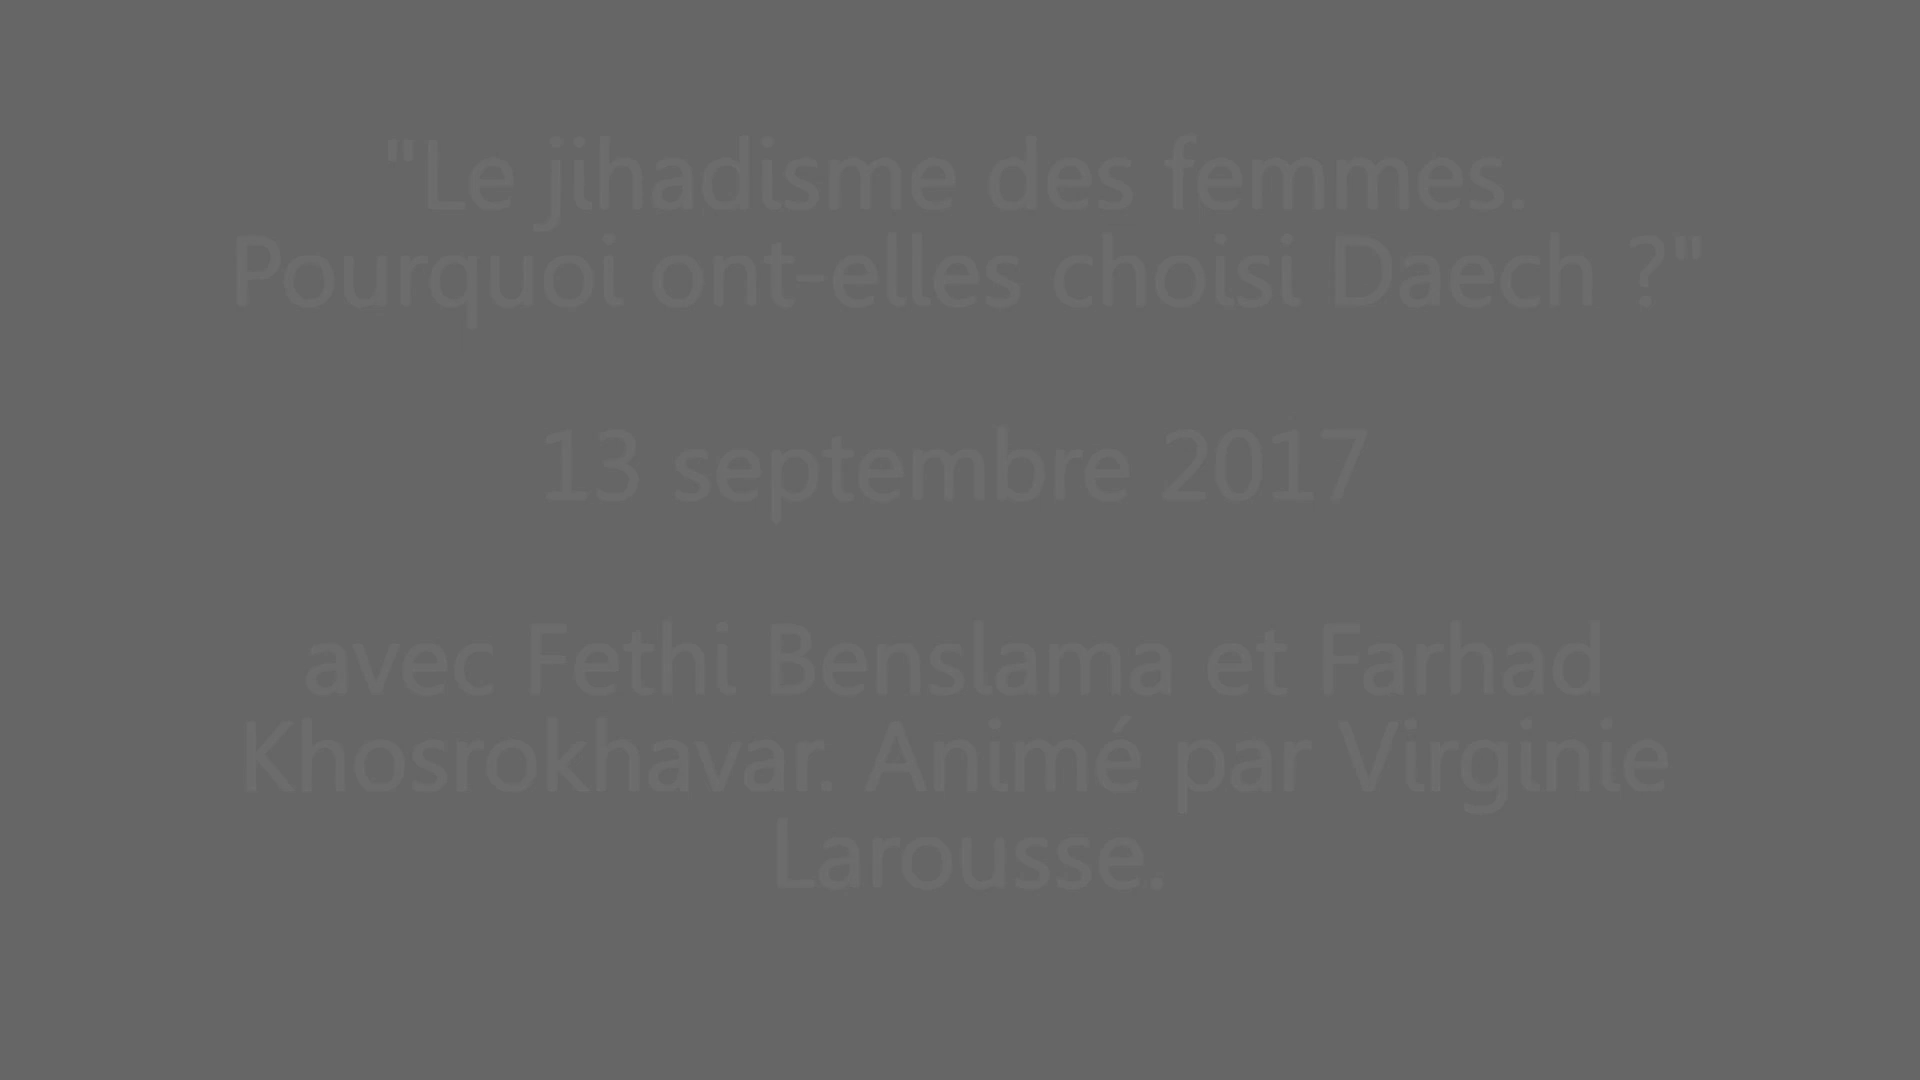 "Le jihadisme des femmes.
Pourquoi ont-elles choisi Daech ?"
13 septembre 2017
avec Fethi Benslama et Farhad
Khosrokhavar. Animé par Virginie
Larousse.